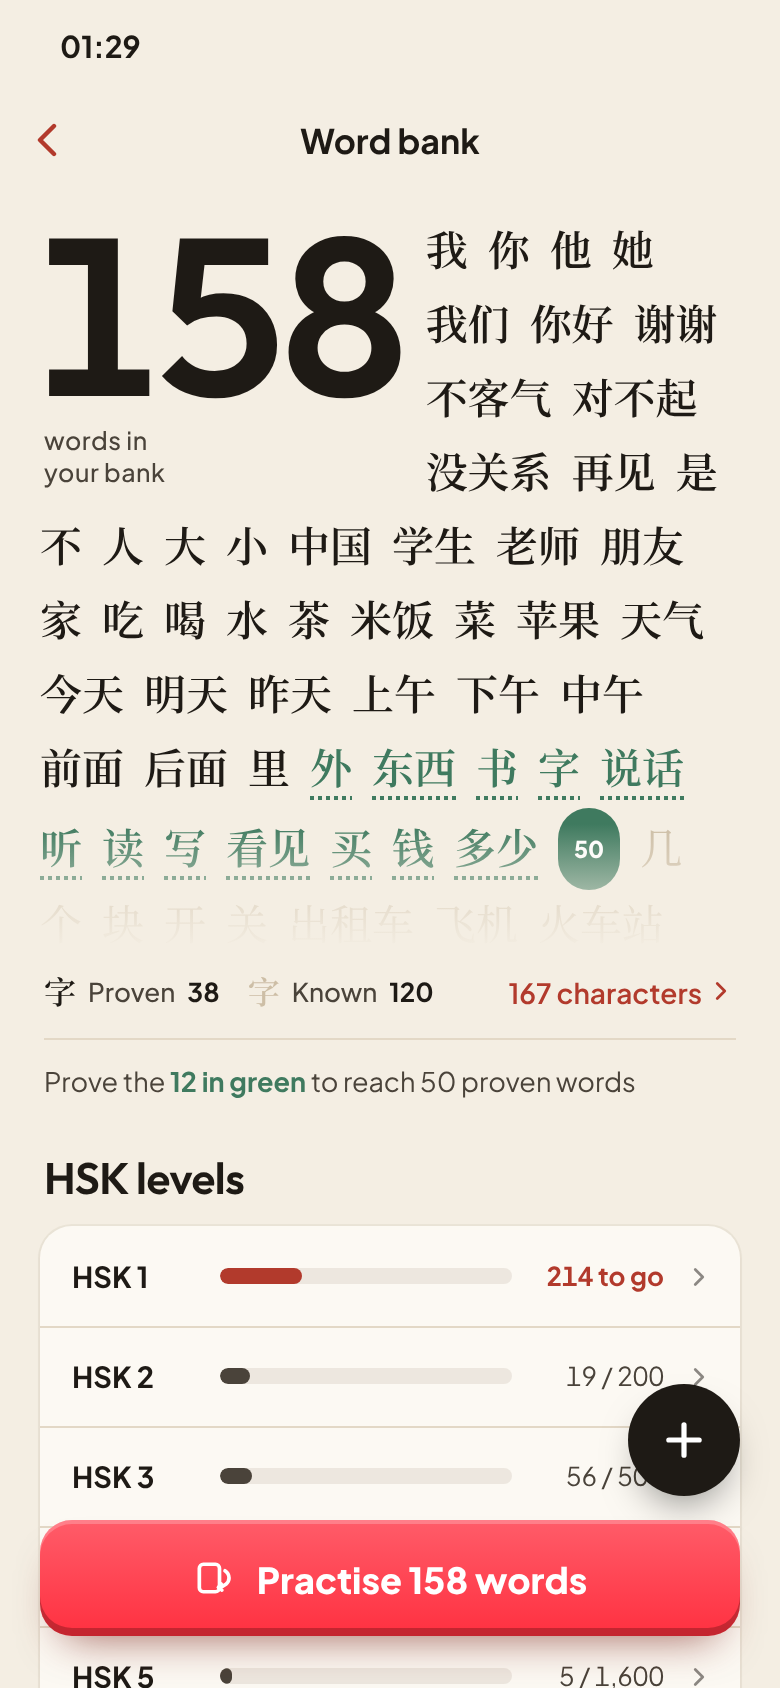 01:29
Word bank
158
words in
your bank
我 你 他 她
我们 你好 谢谢
不客气 对不起
没关系 再见 是
不 人 大 小 中国 学生 老师 朋友
家 吃 喝 水 茶 米饭 菜 苹果 天气
今天 明天 昨天 上午 下午 中午
前面 后面 里 外 东西 书 字 说话
听 读 写 看见 买 钱 多少 50 几
个 块 开 关 出租车 飞机 火车站
字 Proven 38 字 Known 120 167 characters
Prove the 12 in green to reach 50 proven words
HSK levels
HSK 1 214 to go
HSK 2 19 / 200
HSK 3 56 / 50
Practise 158 words
HSK 5 5 / 1,600